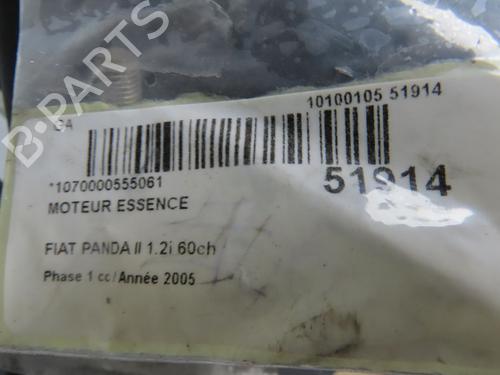 B-PARTS
10100105 51914
*1070000555061
51914
MOTEUR ESSENCE
FIAT PANDA II 1.2i 60ch
Phase 1 cc/Année 2005